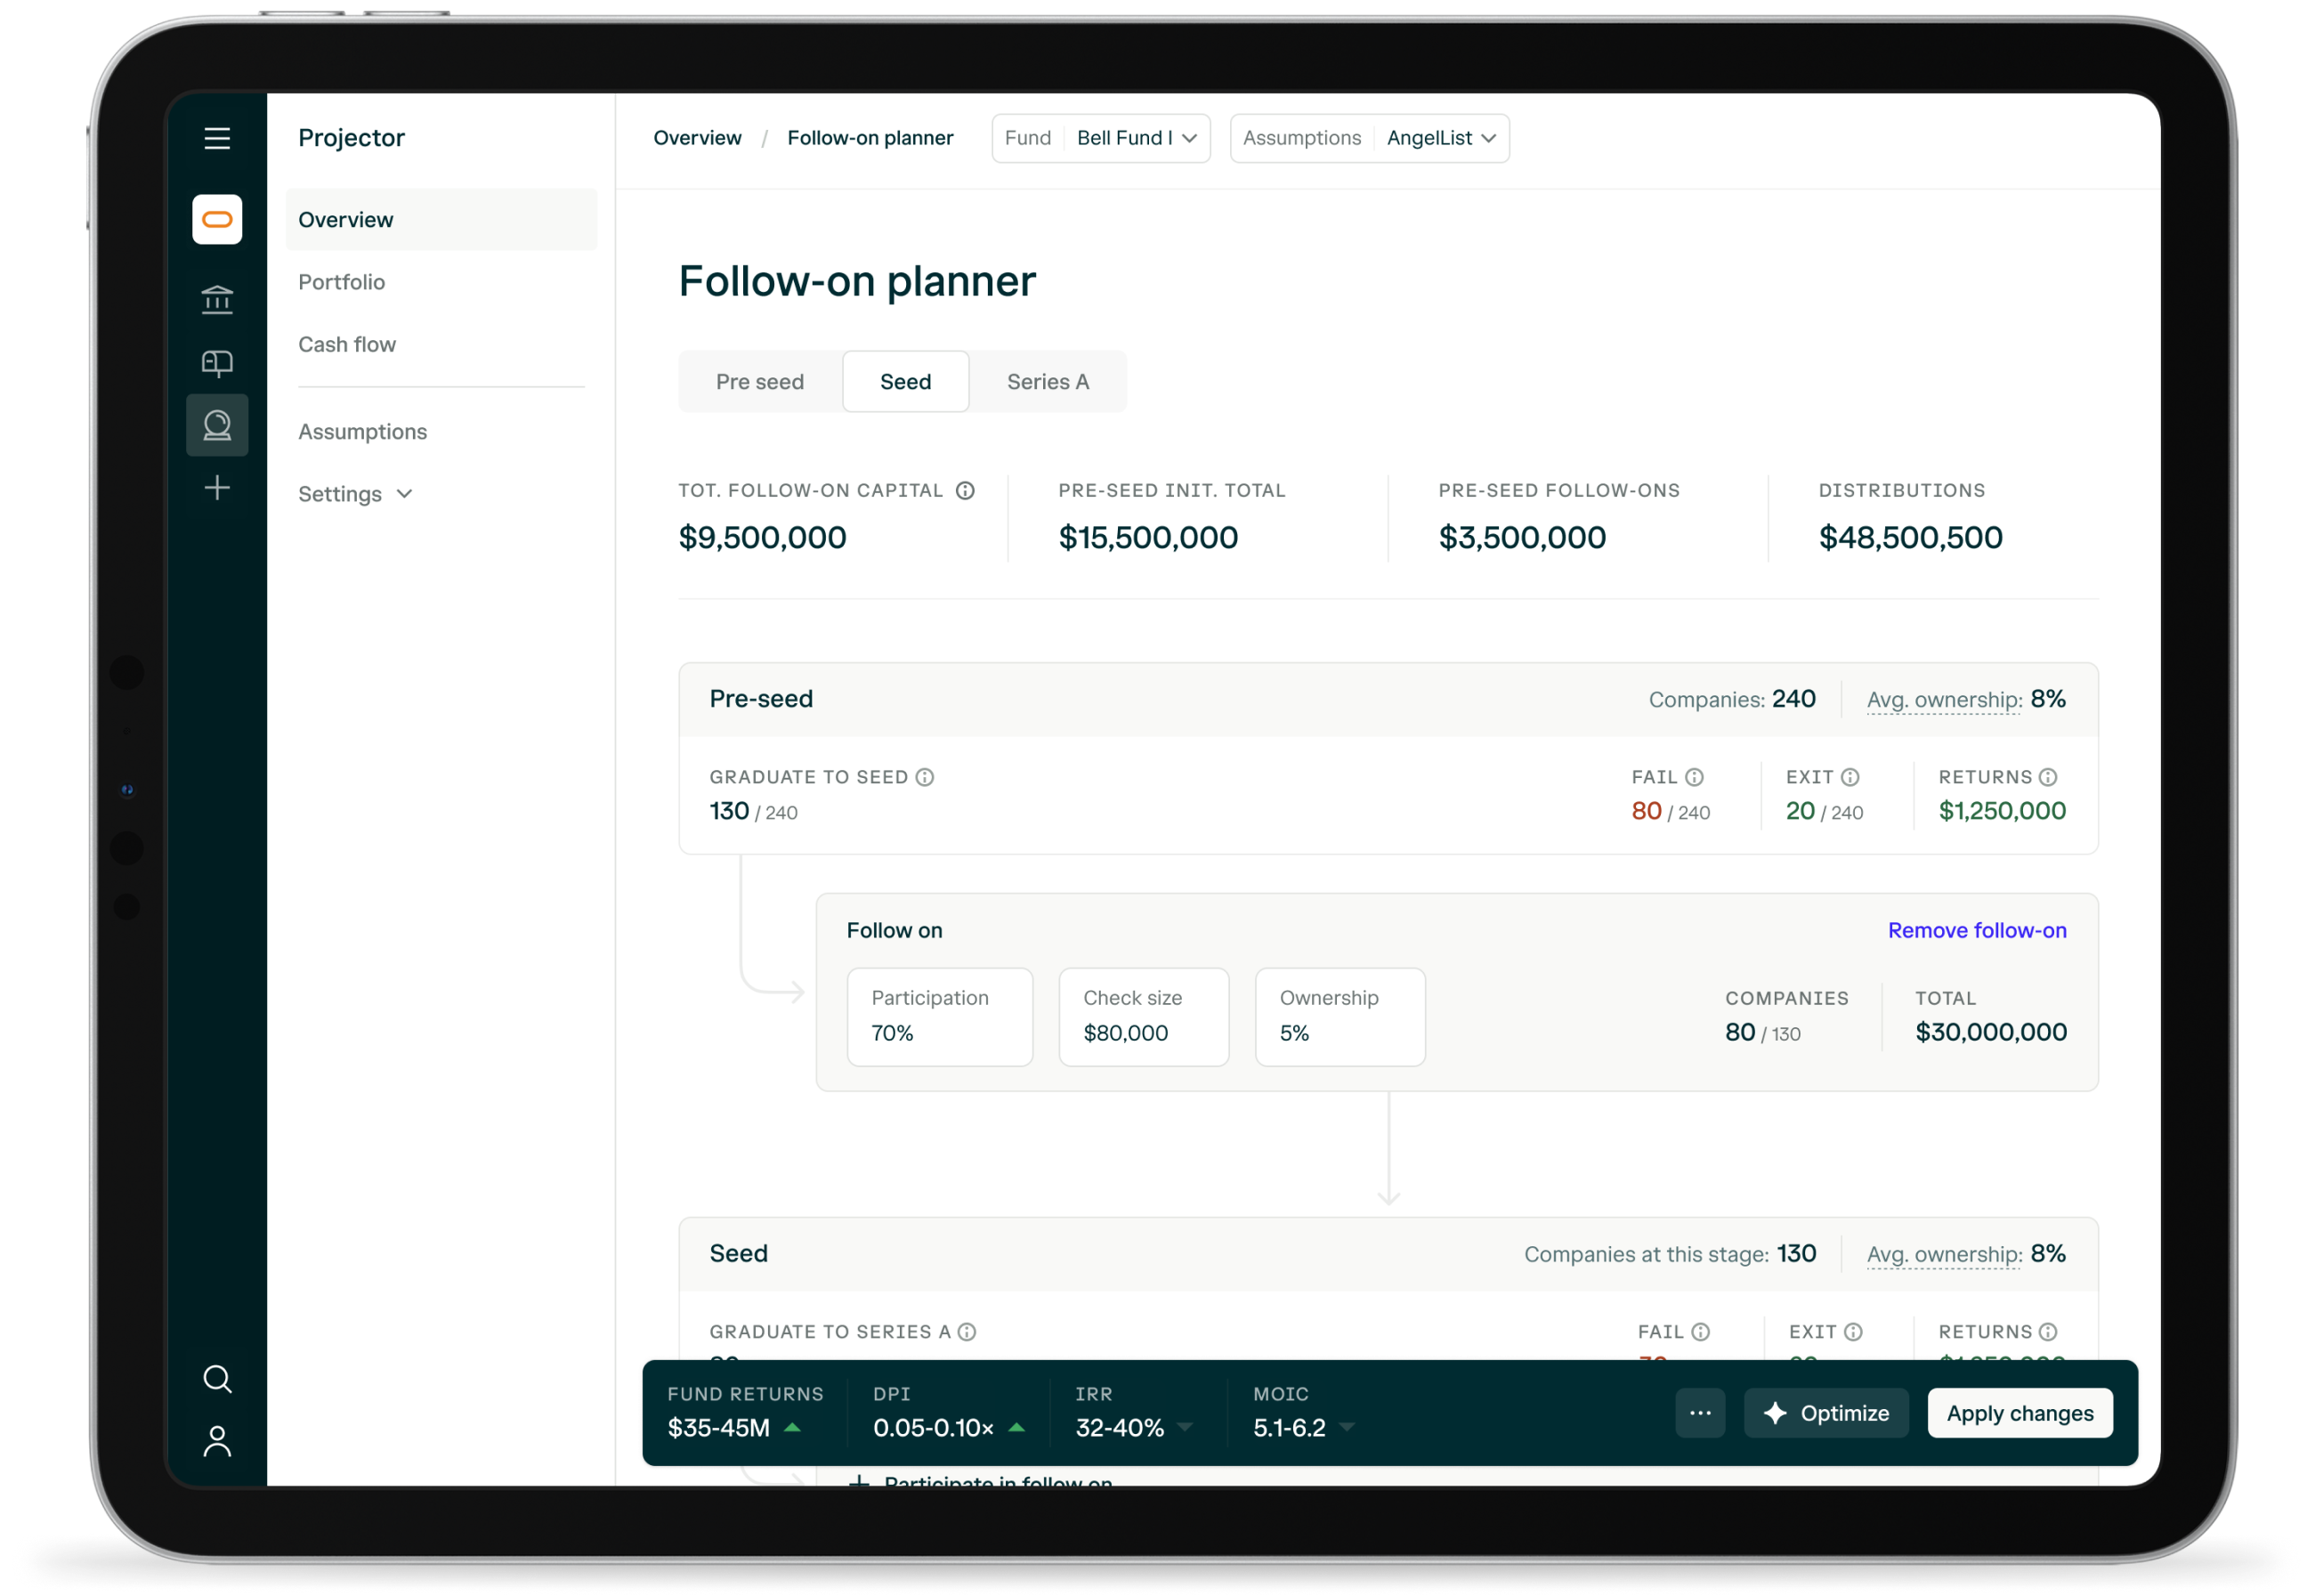 Projector
Overview
Portfolio
Cash flow
Assumptions
Settings
Overview / Follow-on planner Fund Bell Fund I Assumptions AngelList
Follow-on planner
Pre seed Seed Series A
TOT. FOLLOW-ON CAPITAL PRE-SEED INIT. TOTAL PRE-SEED FOLLOW-ONS DISTRIBUTIONS
$9,500,000 $15,500,000 $3,500,000 $48,500,500
Pre-seed Companies: 240 Avg. ownership: 8%
GRADUATE TO SEED FAIL EXIT RETURNS
130 / 240 80 / 240 20 / 240 $1,250,000
Follow on Remove follow-on
Participation Check size Ownership COMPANIES TOTAL
70% $80,000 5% 80 / 130 $30,000,000
Seed Companies at this stage: 130 Avg. ownership: 8%
GRADUATE TO SERIES A FAIL EXIT RETURNS
FUND RETURNS DPI IRR MOIC
$35-45M 0.05-0.10× 32-40% 5.1-6.2 ... Optimize Apply changes
Participate in follow on